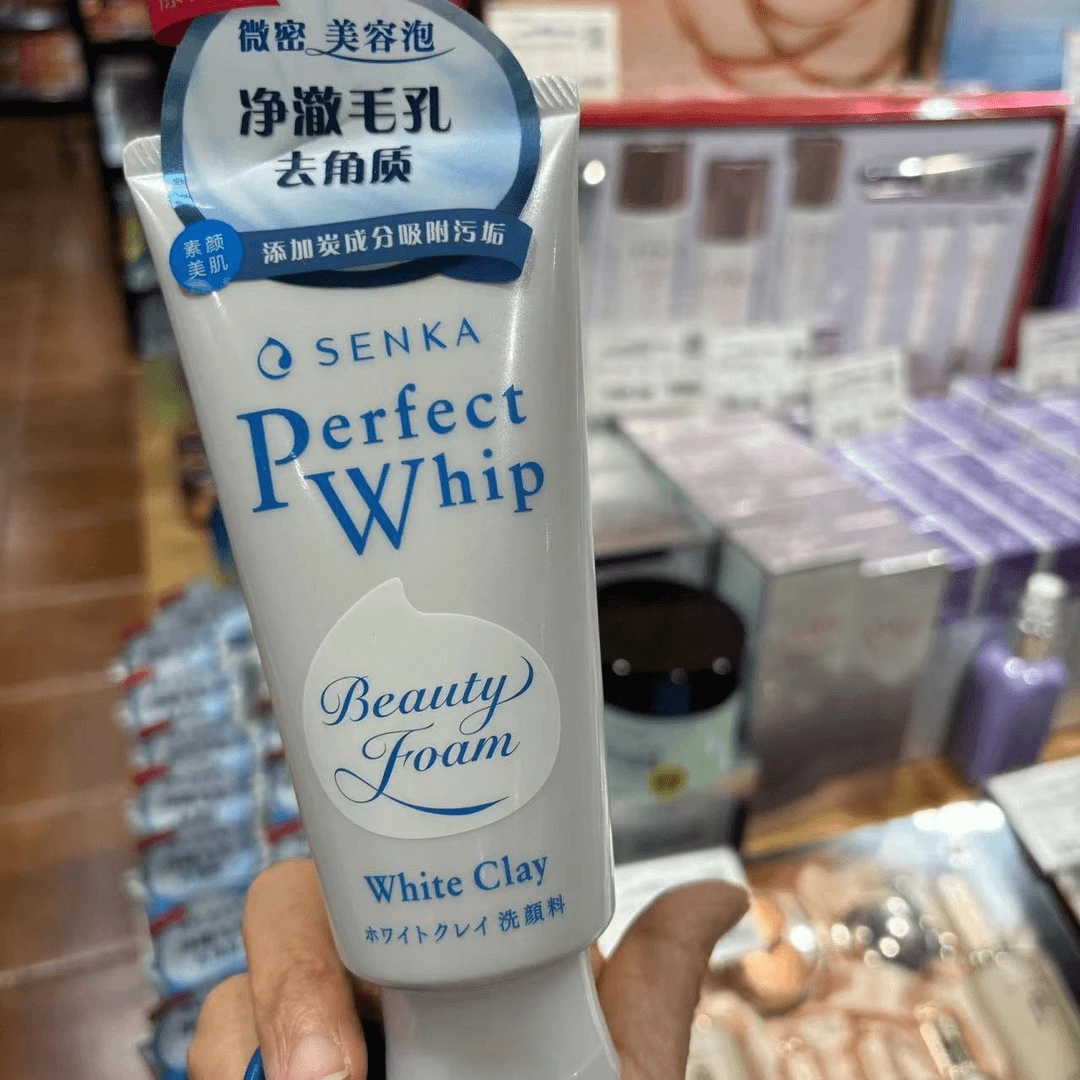 微密 美容泡
净澈毛孔
去角质
素颜
美肌
添加炭成分吸附污垢
SENKA
Perfect
Whip
Beauty
Foam
White Clay
ホワイトクレイ 洗顔料